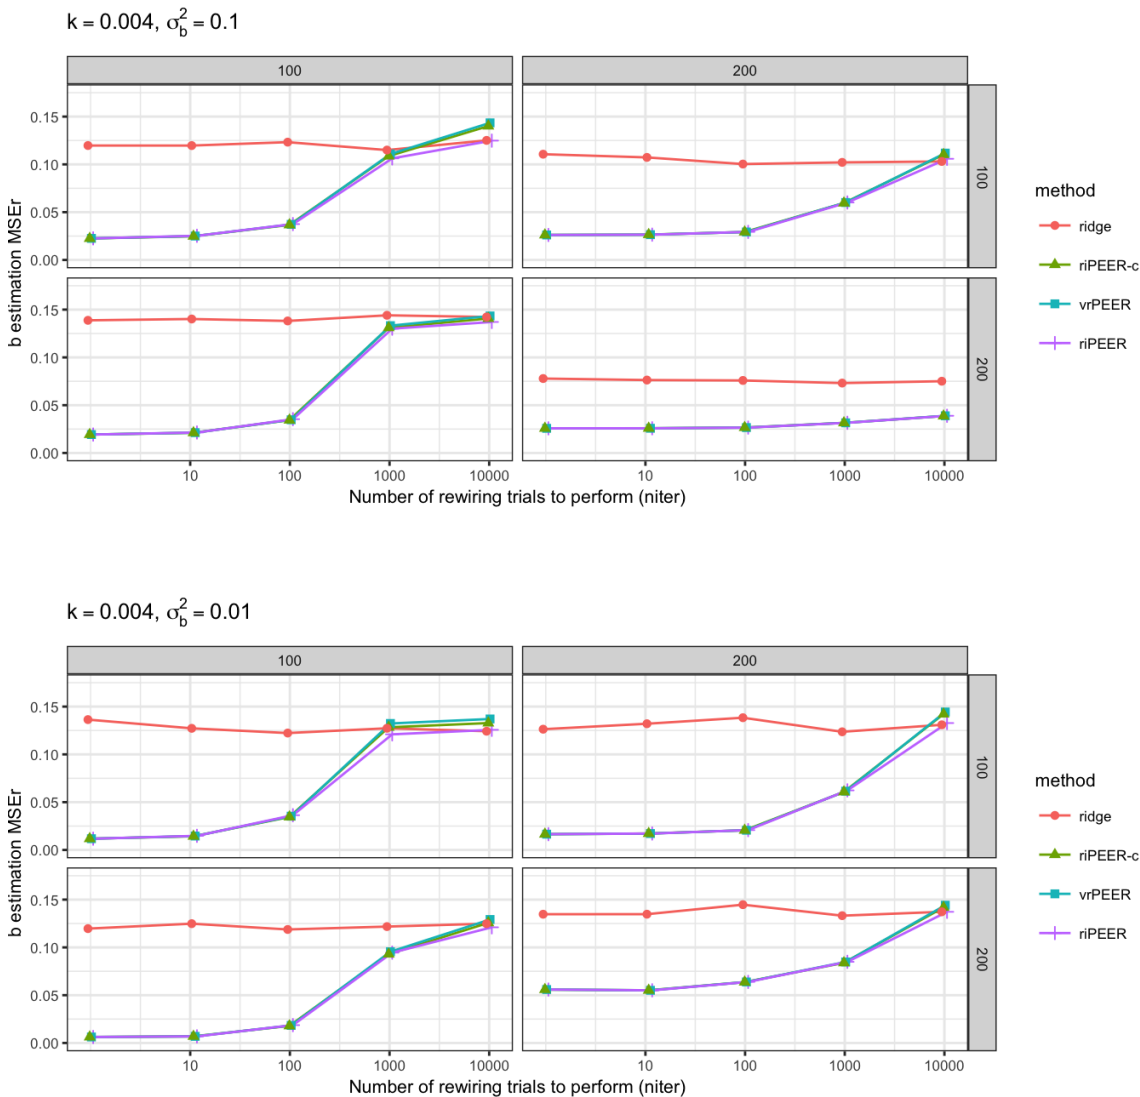 k = 0.004, σ_b^2 = 0.1
100
200
0.15
0.10
0.05
0.00
100
0.15
0.10
0.05
0.00
200
b estimation MSEr
10 100 1000 10000
10 100 1000 10000
Number of rewiring trials to perform (niter)
method
ridge
riPEER-c
vrPEER
riPEER
k = 0.004, σ_b^2 = 0.01
100
200
0.15
0.10
0.05
0.00
100
0.15
0.10
0.05
0.00
200
b estimation MSEr
10 100 1000 10000
10 100 1000 10000
Number of rewiring trials to perform (niter)
method
ridge
riPEER-c
vrPEER
riPEER